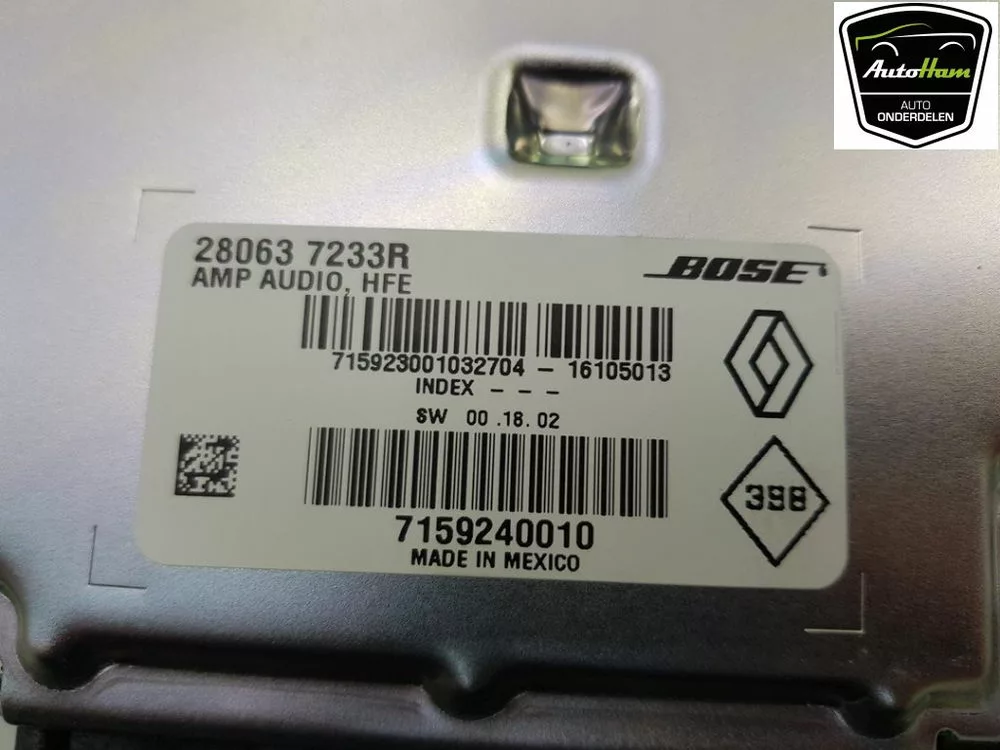 AutoHam
AUTO
ONDERDELEN
28063 7233R
BOSE
AMP AUDIO, HFE
715923001032704 - 16105013
INDEX - - -
SW 00 .18. 02
398
7159240010
MADE IN MEXICO